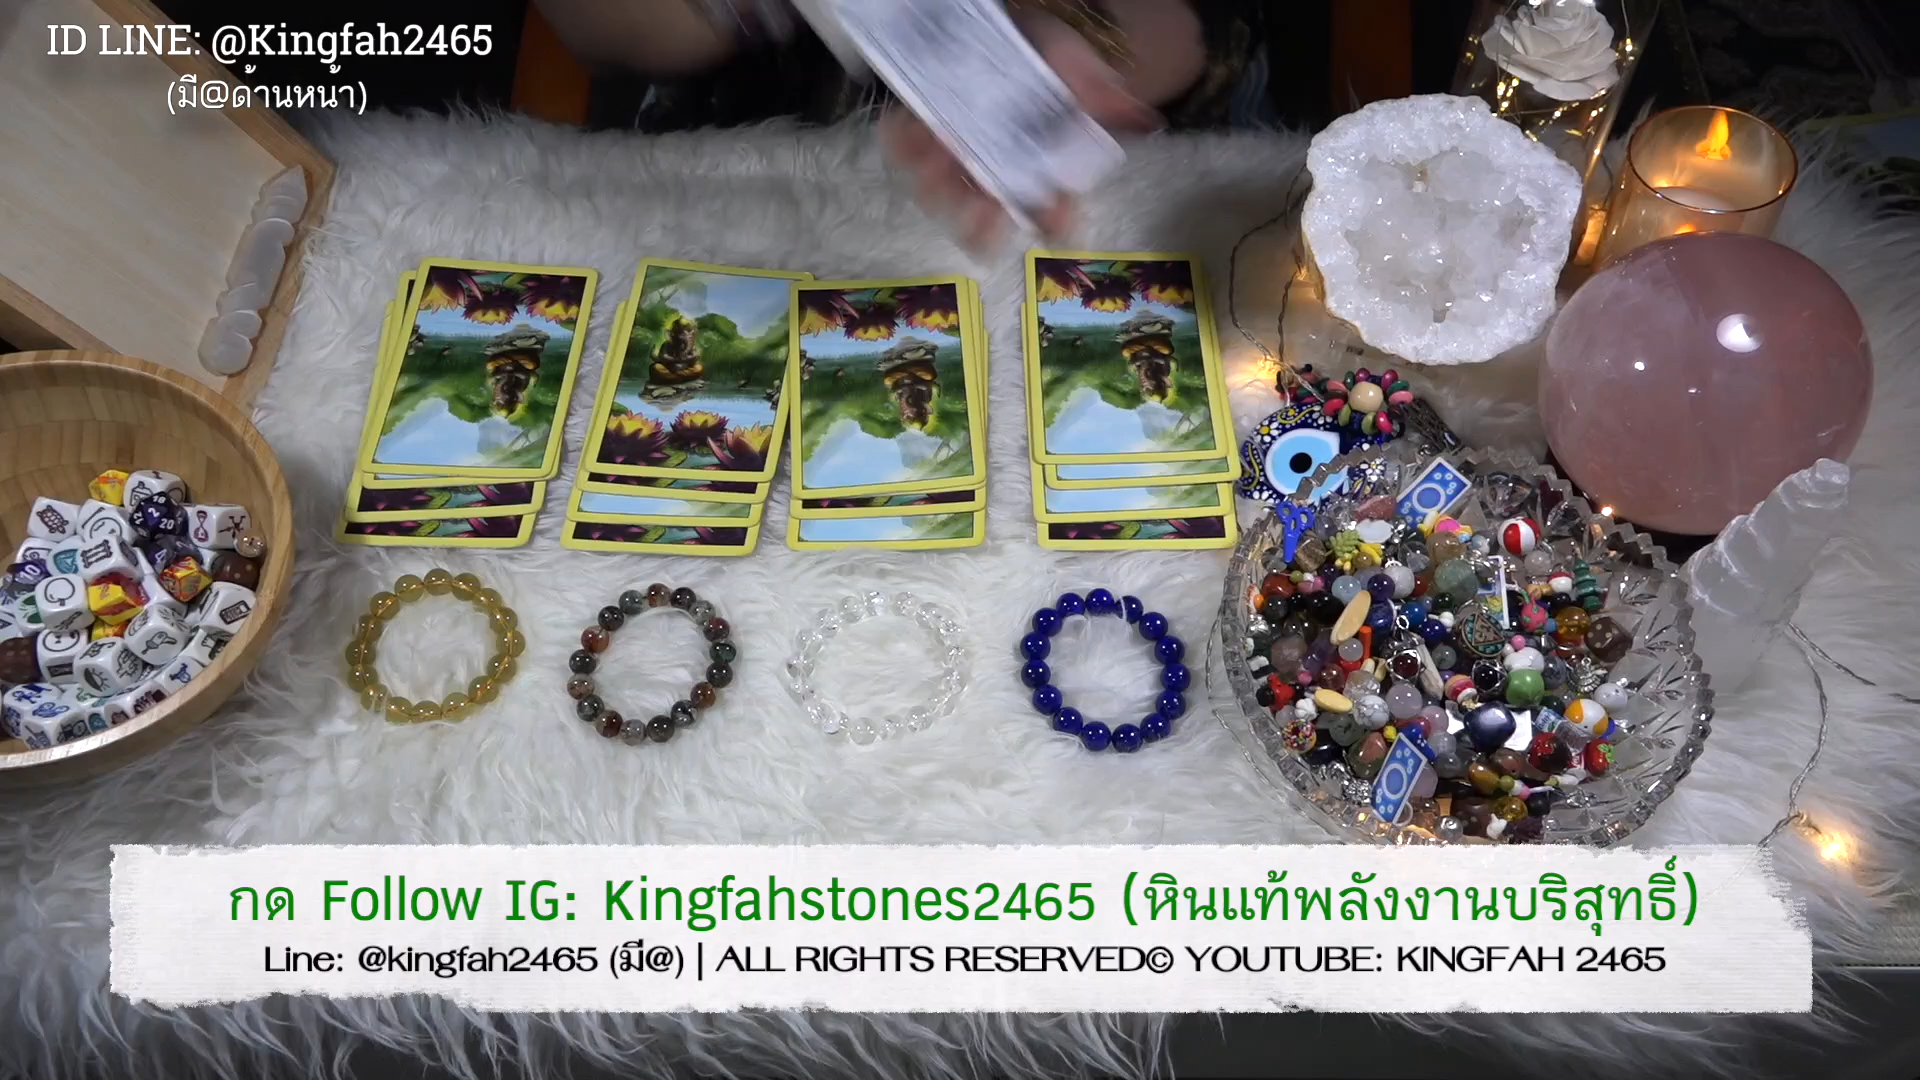 ID LINE: @Kingfah2465
(มี@ด้านหน้า)
กด Follow IG: Kingfahstones2465 (หินแท้พลังงานบริสุทธิ์)
Line: @kingfah2465 (มี@) | ALL RIGHTS RESERVED© YOUTUBE: KINGFAH 2465